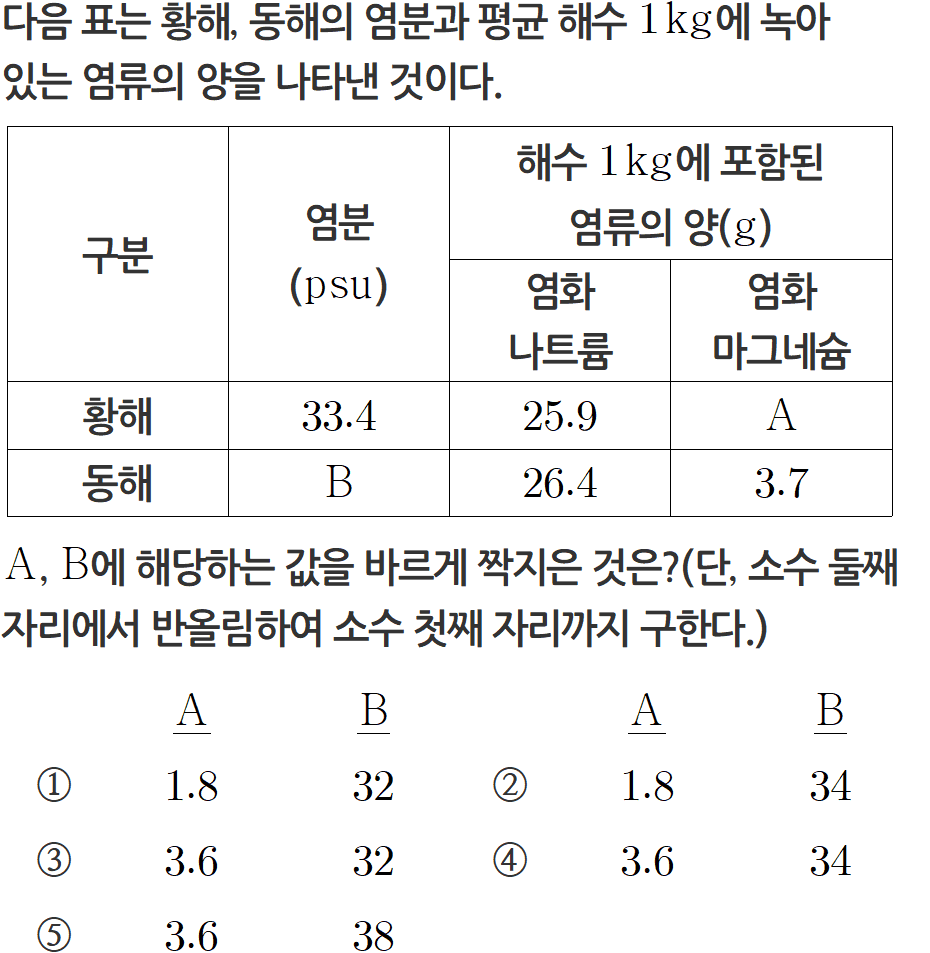 다음 표는 황해, 동해의 염분과 평균 해수 1kg에 녹아
있는 염류의 양을 나타낸 것이다.
구분
염분
(psu)
해수 1kg에 포함된
염류의 양(g)
염화
나트륨
염화
마그네슘
황해 33.4 25.9 A
동해 B 26.4 3.7
A, B에 해당하는 값을 바르게 짝지은 것은?(단, 소수 둘째
자리에서 반올림하여 소수 첫째 자리까지 구한다.)
A B A B
① 1.8 32 ② 1.8 34
③ 3.6 32 ④ 3.6 34
⑤ 3.6 38